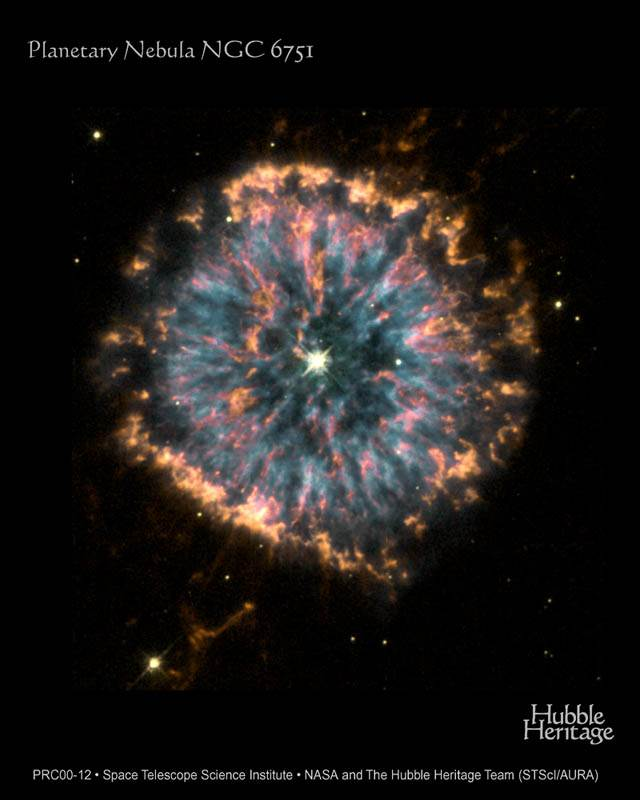 Planetary Nebula NGC 6751
Hubble
Heritage
PRC00-12 • Space Telescope Science Institute • NASA and The Hubble Heritage Team (STScI/AURA)